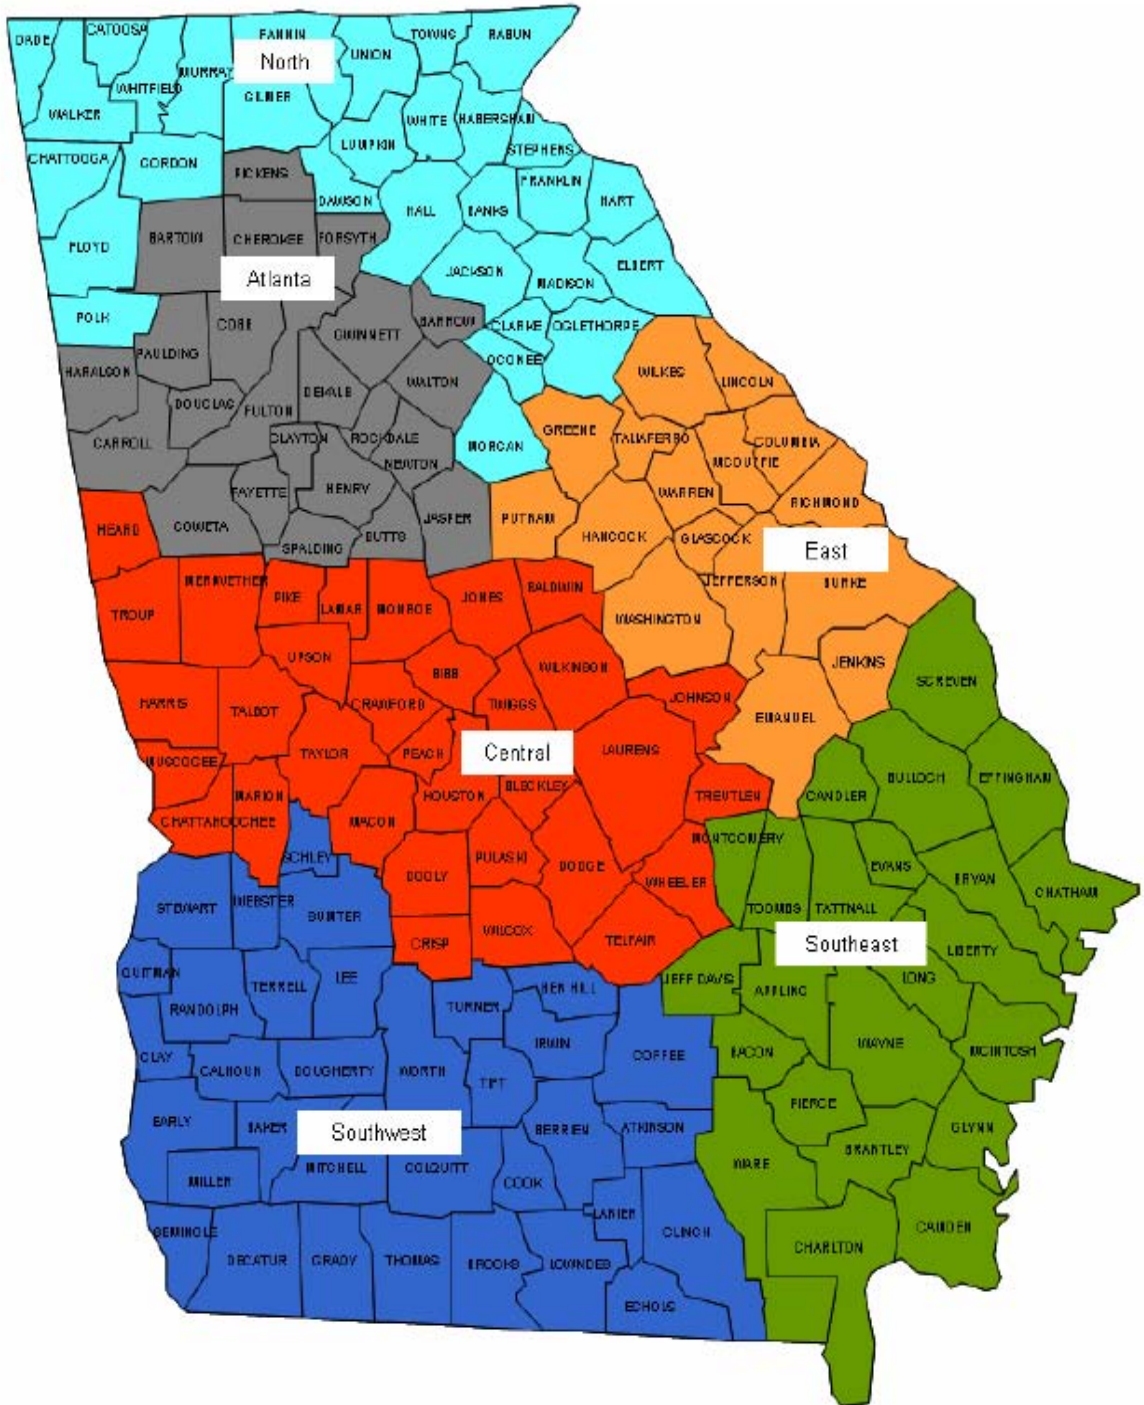 DADE
CATOOSA
FANNIN
TOWNS
RABUN
UNION
North
MURRAY
WHITFIELD
GILMER
WALKER
WHITE
HABERSHAM
LUMPKIN
STEPHENS
CHATTOOGA
GORDON
PICKENS
FRANKLIN
DAWSON
HALL
BANKS
HART
FLOYD
BARTOW
CHEROKEE
FORSYTH
Atlanta
JACKSON
MADISON
ELBERT
POLK
COBB
GWINNETT
BARROW
CLARKE
OGLETHORPE
PAULDING
OCONEE
HARALSON
WALTON
WILKES
LINCOLN
DOUGLAS
FULTON
DEKALB
CARROLL
CLAYTON
ROCKDALE
MORGAN
GREENE
TALIAFERRO
COLUMBIA
NEWTON
MCDUFFIE
FAYETTE
HENRY
WARREN
RICHMOND
HEARD
COWETA
SPALDING
BUTTS
JASPER
PUTNAM
HANCOCK
GLASCOCK
East
MERIWETHER
PIKE
LAMAR
MONROE
JONES
BALDWIN
JEFFERSON
BURKE
TROUP
WASHINGTON
UPSON
BIBB
WILKINSON
JENKINS
SCREVEN
HARRIS
TALBOT
CRAWFORD
TWIGGS
JOHNSON
EMANUEL
TAYLOR
PEACH
Central
LAURENS
MUSCOGEE
BULLOCH
EFFINGHAM
MARION
HOUSTON
BLECKLEY
TREUTLEN
CANDLER
CHATTAHOOCHEE
MACON
MONTGOMERY
SCHLEY
DOOLY
PULASKI
DODGE
WHEELER
EVANS
BRYAN
CHATHAM
STEWART
WEBSTER
SUMTER
TOOMBS
TATTNALL
CRISP
WILCOX
TELFAIR
Southeast
LIBERTY
QUITMAN
TERRELL
LEE
JEFF DAVIS
LONG
RANDOLPH
TURNER
BEN HILL
APPLING
CLAY
CALHOUN
DOUGHERTY
WORTH
TIFT
IRWIN
COFFEE
BACON
WAYNE
MCINTOSH
EARLY
BAKER
Southwest
BERRIEN
ATKINSON
PIERCE
GLYNN
MILLER
MITCHELL
COLQUITT
COOK
WARE
BRANTLEY
SEMINOLE
LANIER
CLINCH
CAMDEN
DECATUR
GRADY
THOMAS
BROOKS
LOWNDES
CHARLTON
ECHOLS